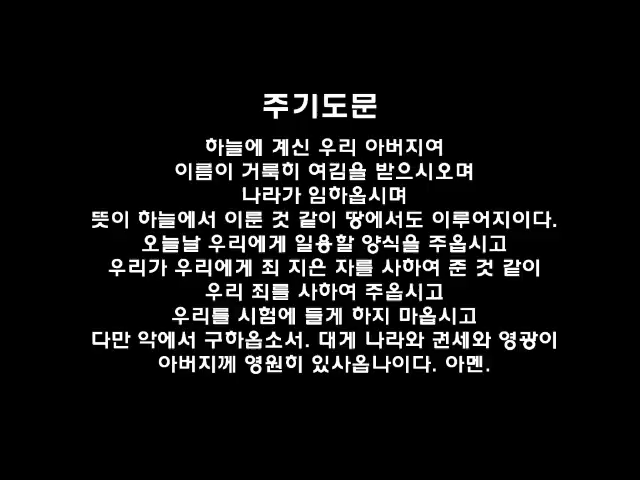 주기도문
하늘에 계신 우리 아버지여
이름이 거룩히 여김을 받으시오며
나라가 임하옵시며
뜻이 하늘에서 이룬 것 같이 땅에서도 이루어지이다.
오늘날 우리에게 일용할 양식을 주옵시고
우리가 우리에게 죄 지은 자를 사하여 준 것 같이
우리 죄를 사하여 주옵시고
우리를 시험에 들게 하지 마옵시고
다만 악에서 구하옵소서. 대게 나라와 권세와 영광이
아버지께 영원히 있사옵나이다. 아멘.